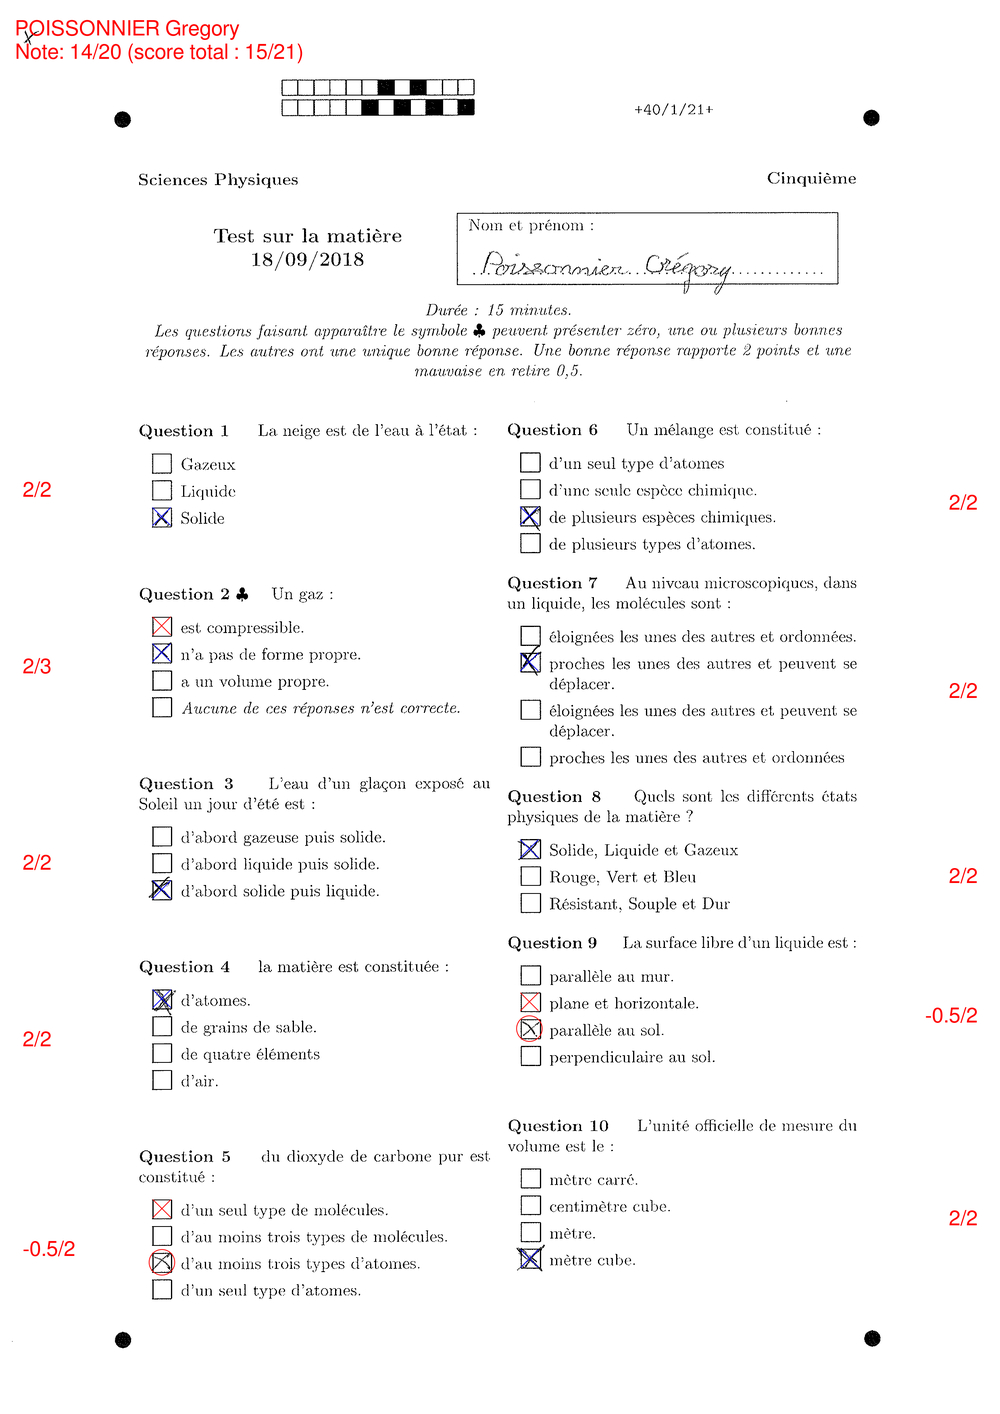 POISSONNIER Gregory
Note: 14/20 (score total : 15/21)
+40/1/21+
Sciences Physiques
Cinquième
Test sur la matière
18/09/2018
Nom et prénom :
Poissonnier Grégory
Durée : 15 minutes.
Les questions faisant apparaître le symbole ♣ peuvent présenter zéro, une ou plusieurs bonnes
réponses. Les autres ont une unique bonne réponse. Une bonne réponse rapporte 2 points et une
mauvaise en retire 0,5.
Question 1 La neige est de l'eau à l'état :
Gazeux
2/2
Liquide
Solide
Question 2 ♣ Un gaz :
est compressible.
n'a pas de forme propre.
2/3
a un volume propre.
Aucune de ces réponses n'est correcte.
Question 3 L'eau d'un glaçon exposé au
Soleil un jour d'été est :
d'abord gazeuse puis solide.
2/2
d'abord liquide puis solide.
d'abord solide puis liquide.
Question 4 la matière est constituée :
d'atomes.
de grains de sable.
2/2
de quatre éléments
d'air.
Question 5 du dioxyde de carbone pur est
constitué :
d'un seul type de molécules.
d'au moins trois types de molécules.
-0.5/2
d'au moins trois types d'atomes.
d'un seul type d'atomes.
Question 6 Un mélange est constitué :
d'un seul type d'atomes
d'une seule espèce chimique.
2/2
de plusieurs espèces chimiques.
de plusieurs types d'atomes.
Question 7 Au niveau microscopiques, dans
un liquide, les molécules sont :
éloignées les unes des autres et ordonnées.
proches les unes des autres et peuvent se
déplacer.
2/2
éloignées les unes des autres et peuvent se
déplacer.
proches les unes des autres et ordonnées
Question 8 Quels sont les différents états
physiques de la matière ?
Solide, Liquide et Gazeux
Rouge, Vert et Bleu
2/2
Résistant, Souple et Dur
Question 9 La surface libre d'un liquide est :
parallèle au mur.
plane et horizontale.
-0.5/2
parallèle au sol.
perpendiculaire au sol.
Question 10 L'unité officielle de mesure du
volume est le :
mètre carré.
centimètre cube.
2/2
mètre.
mètre cube.